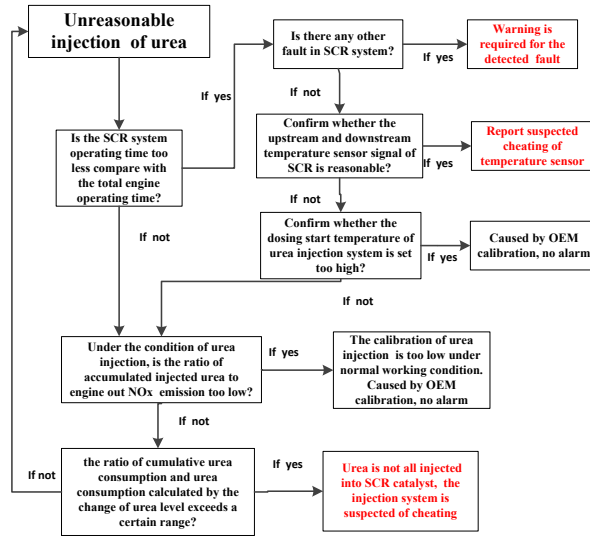 Unreasonable
injection of urea
Is there any other
fault in SCR system?
If yes
Warning is
required for the
detected fault
If yes
If not
Is the SCR system
operating time too
less compare with
the total engine
operating time?
Confirm whether the
upstream and downstream
temperature sensor signal of
SCR is reasonable?
If yes
Report suspected
cheating of
temperature sensor
If not
Confirm whether the
dosing start temperature of
urea injection system is set
too high?
If yes
Caused by OEM
calibration, no alarm
If not
If not
Under the condition of urea
injection, is the ratio of
accumulated injected urea to
engine out NOx emission too low?
If yes
The calibration of urea
injection is too low under
normal working condition.
Caused by OEM
calibration, no alarm
If not
the ratio of cumulative urea
consumption and urea
consumption calculated by the
change of urea level exceeds a
certain range?
If not
If yes
Urea is not all injected
into SCR catalyst, the
injection system is
suspected of cheating